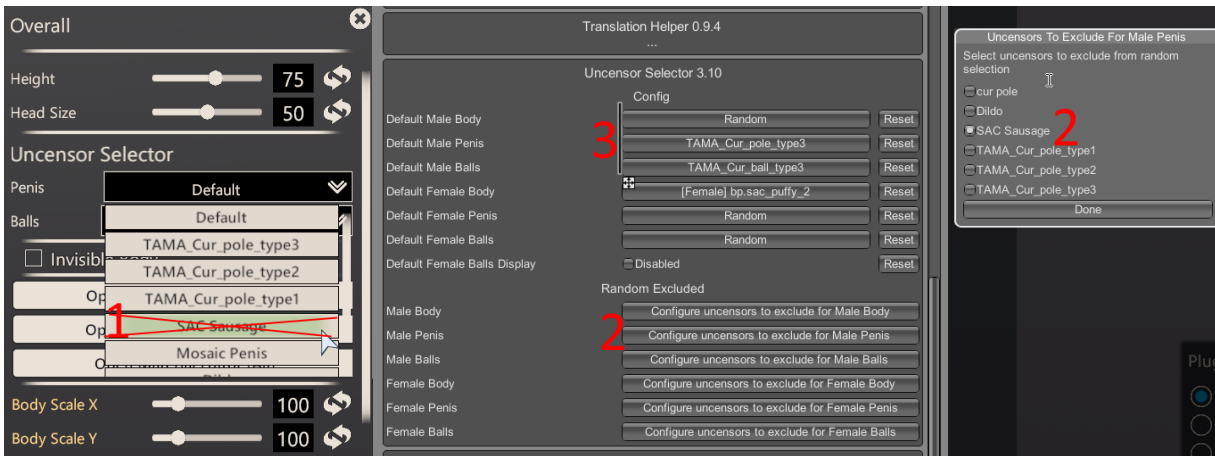 Overall
Height
75
Head Size
50
Uncensor Selector
Penis
Default
Balls
Default
TAMA_Cur_pole_type3
Invisibl
TAMA_Cur_pole_type2
Op
TAMA_Cur_pole_type1
1
Op
SAC Sausage
Mosaic Penis
Body Scale X
100
Body Scale Y
100
Translation Helper 0.9.4
...
Uncensor Selector 3.10
Config
Default Male Body
Random
Reset
Default Male Penis
TAMA_Cur_pole_type3
Reset
3
Default Male Balls
TAMA_Cur_ball_type3
Reset
Default Female Body
[Female] bp.sac_puffy_2
Reset
Default Female Penis
Random
Reset
Default Female Balls
Random
Reset
Default Female Balls Display
Disabled
Reset
Random Excluded
Male Body
Configure uncensors to exclude for Male Body
Male Penis
2
Configure uncensors to exclude for Male Penis
Male Balls
Configure uncensors to exclude for Male Balls
Female Body
Configure uncensors to exclude for Female Body
Female Penis
Configure uncensors to exclude for Female Penis
Female Balls
Configure uncensors to exclude for Female Balls
Uncensors To Exclude For Male Penis
Select uncensors to exclude from random
selection
cur pole
Dildo
SAC Sausage
2
TAMA_Cur_pole_type1
TAMA_Cur_pole_type2
TAMA_Cur_pole_type3
Done
Plu